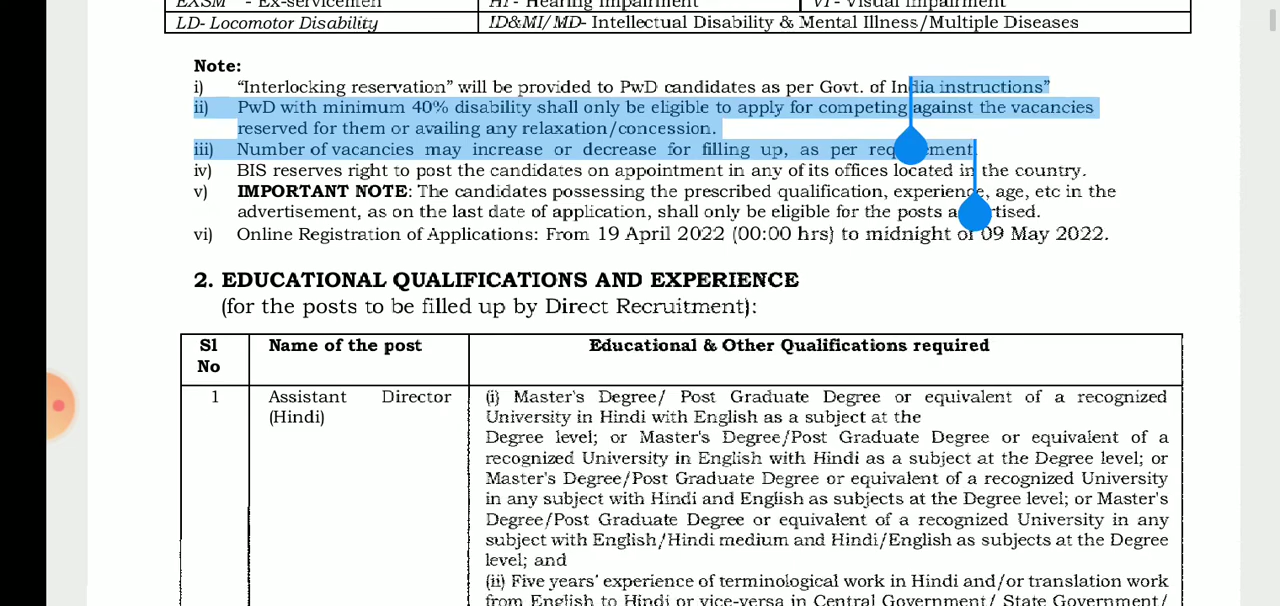 EXSM - Ex-servicemen HI - Hearing Impairment VI - Visual Impairment
LD- Locomotor Disability ID&MI/MD- Intellectual Disability & Mental Illness/Multiple Diseases
Note:
i) “Interlocking reservation” will be provided to PwD candidates as per Govt. of India instructions”
ii) PwD with minimum 40% disability shall only be eligible to apply for competing against the vacancies
reserved for them or availing any relaxation/concession.
iii) Number of vacancies may increase or decrease for filling up, as per requirement.
iv) BIS reserves right to post the candidates on appointment in any of its offices located in the country.
v) IMPORTANT NOTE: The candidates possessing the prescribed qualification, experience, age, etc in the
advertisement, as on the last date of application, shall only be eligible for the posts advertised.
vi) Online Registration of Applications: From 19 April 2022 (00:00 hrs) to midnight of 09 May 2022.
2. EDUCATIONAL QUALIFICATIONS AND EXPERIENCE
(for the posts to be filled up by Direct Recruitment):
Sl No Name of the post Educational & Other Qualifications required
1 Assistant Director (Hindi)
(i) Master's Degree/ Post Graduate Degree or equivalent of a recognized
University in Hindi with English as a subject at the
Degree level; or Master's Degree/Post Graduate Degree or equivalent of a
recognized University in English with Hindi as a subject at the Degree level; or
Master's Degree/Post Graduate Degree or equivalent of a recognized University
in any subject with Hindi and English as subjects at the Degree level; or Master's
Degree/Post Graduate Degree or equivalent of a recognized University in any
subject with English/Hindi medium and Hindi/English as subjects at the Degree
level; and
(ii) Five years' experience of terminological work in Hindi and/or translation work
from English to Hindi or vice-versa in Central Government/ State Government/